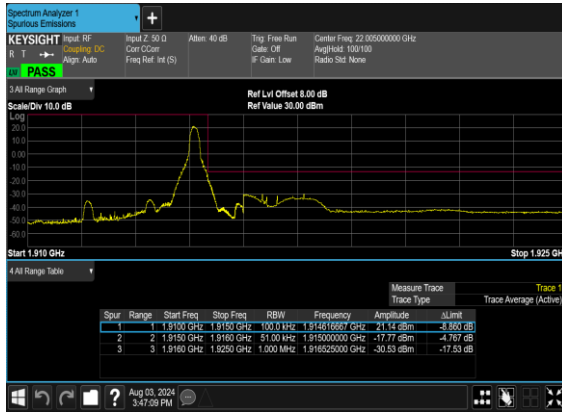 Spectrum Analyzer 1
Spurious Emissions
KEYSIGHT Input: RF Input Z: 50 Ω Atten: 40 dB Trig: Free Run Center Freq: 22.005000000 GHz
R T Coupling: DC Corr CCorr Gate: Off Avg|Hold: 100/100
Align: Auto Freq Ref: Int (S) IF Gain: Low Radio Std: None
PASS
3 All Range Graph
Ref Lvl Offset 8.00 dB
Scale/Div 10.0 dB Ref Value 30.00 dBm
Log
20.0
10.0
0.00
-10.0
-20.0
-30.0
-40.0
-50.0
-60.0
Start 1.910 GHz Stop 1.925 GH
4 All Range Table
Measure Trace Trace 1
Trace Type Trace Average (Active)
Spur Range Start Freq Stop Freq RBW Frequency Amplitude ΔLimit
1 1 1.9100 GHz 1.9150 GHz 100.0 kHz 1.914616667 GHz 21.14 dBm -8.860 dB
2 2 1.9150 GHz 1.9160 GHz 51.00 kHz 1.915000000 GHz -17.77 dBm -4.767 dB
3 3 1.9160 GHz 1.9250 GHz 1.000 MHz 1.916525000 GHz -30.53 dBm -17.53 dB
Aug 03, 2024
3:47:09 PM